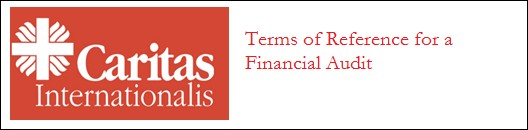 Caritas
Internationalis
Terms of Reference for a
Financial Audit